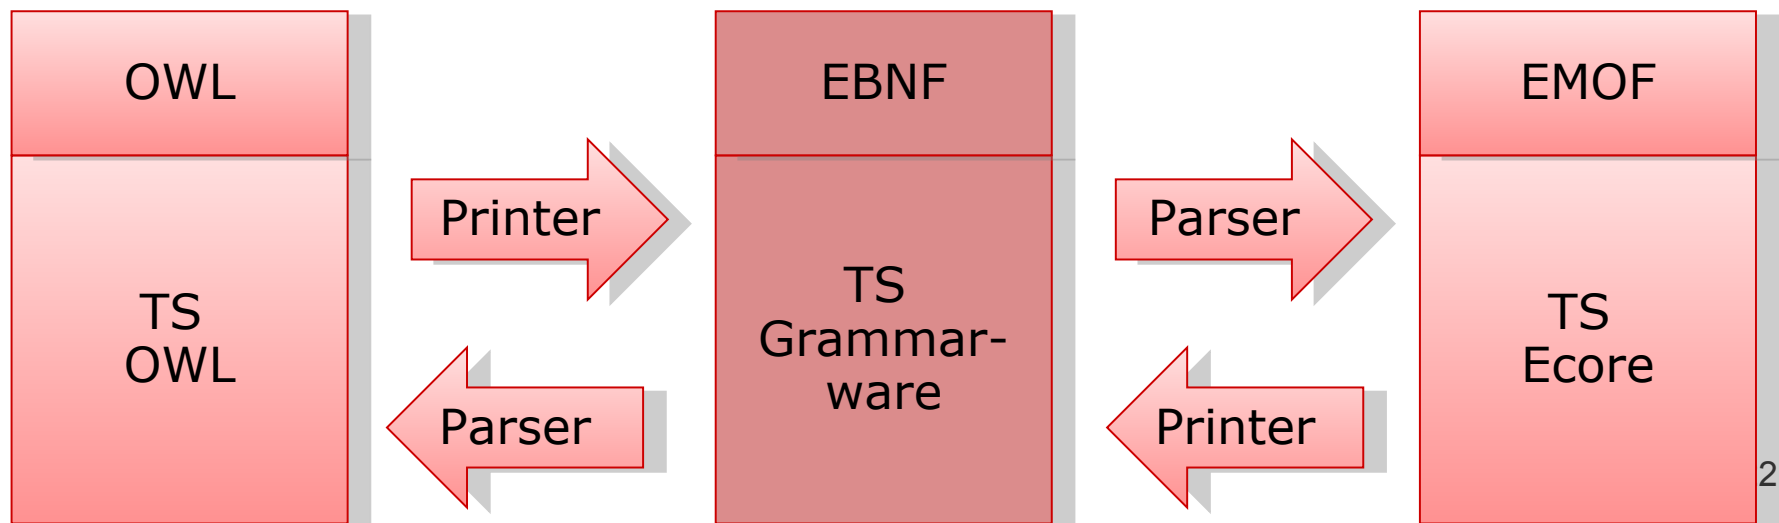 OWL
EBNF
EMOF
Printer
Parser
TS
OWL
TS
Grammar-
ware
TS
Ecore
Parser
Printer
2